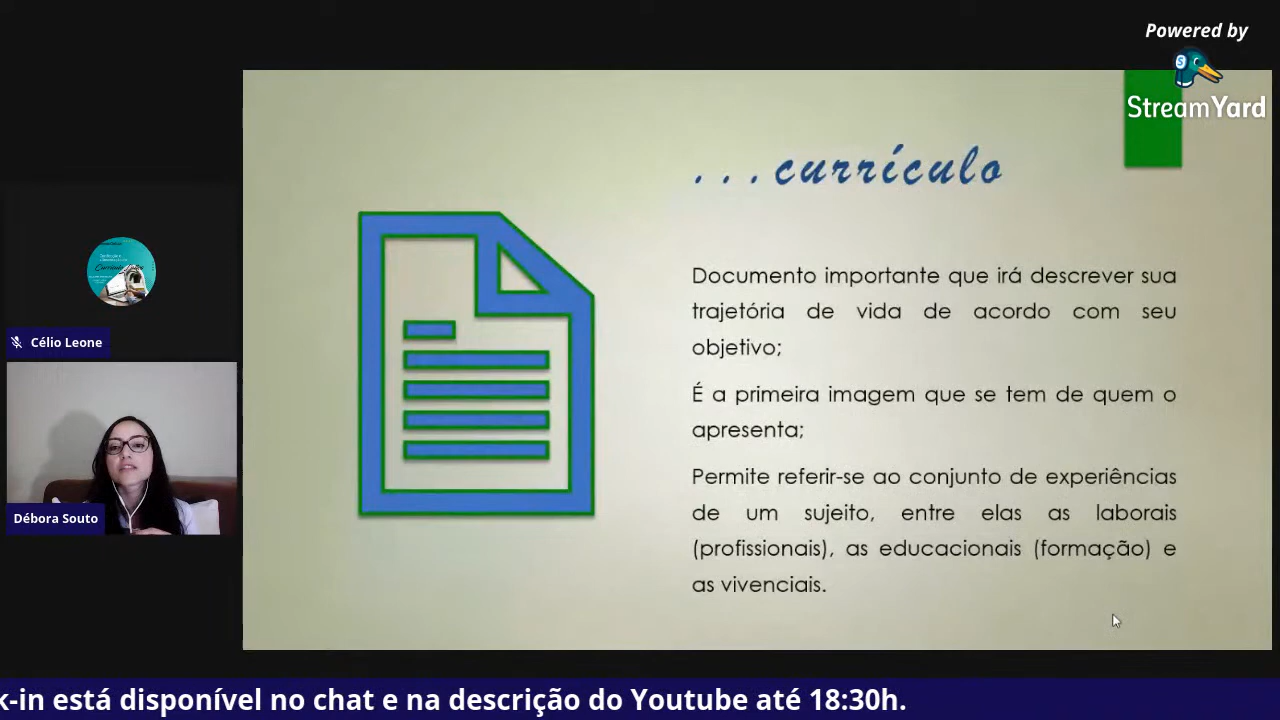 Powered by
StreamYard
...currículo
Documento importante que irá descrever sua
trajetória de vida de acordo com seu
objetivo;
É a primeira imagem que se tem de quem o
apresenta;
Permite referir-se ao conjunto de experiências
de um sujeito, entre elas as laborais
(profissionais), as educacionais (formação) e
as vivenciais.
Célio Leone
Débora Souto
k-in está disponível no chat e na descrição do Youtube até 18:30h.